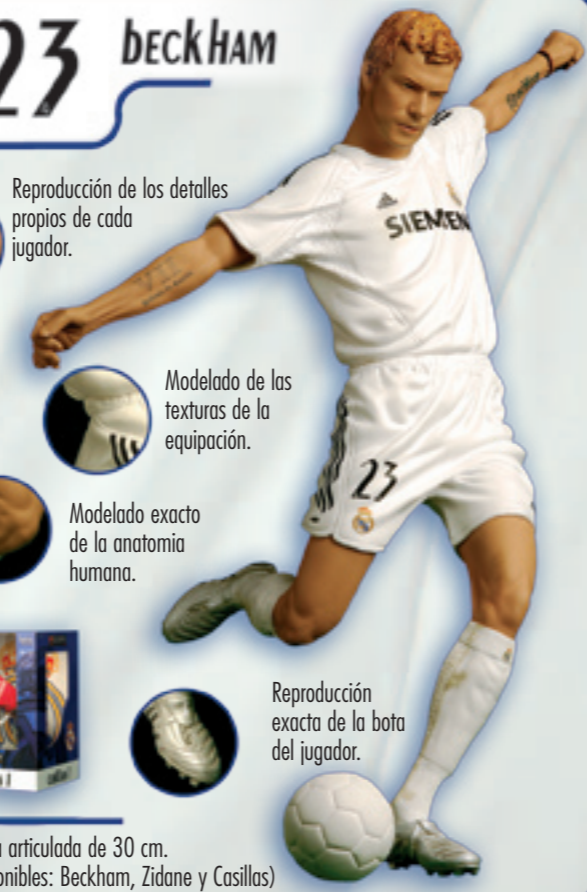 23 beckham
Reproducción de los detalles
propios de cada
jugador.
SIEMEN
Modelado de las
texturas de la
equipación.
23
Modelado exacto
de la anatomia
humana.
Reproducción
exacta de la bota
del jugador.
articulada de 30 cm.
onibles: Beckham, Zidane y Casillas)